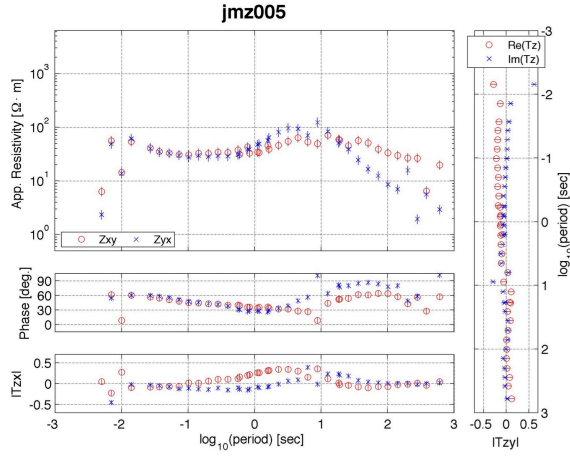 jmz005
App. Resistivity [Ω · m]
10³
10²
10¹
10⁰
Zxy
Zyx
Phase [deg.]
90
60
30
0
|Tzx|
0.5
0
-0.5
-3 -2 -1 0 1 2 3
log10(period) [sec]
Re(Tz)
Im(Tz)
-3
-2
-1
0
1
2
3
log10(period) [sec]
-0.5 0 0.5
|Tzy|